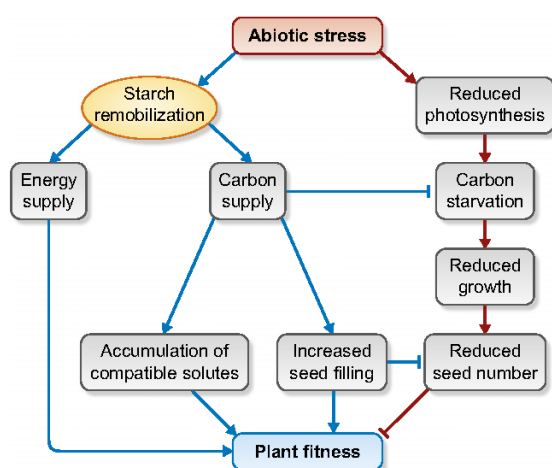 Abiotic stress
Starch
remobilization
Reduced
photosynthesis
Energy
supply
Carbon
supply
Carbon
starvation
Reduced
growth
Accumulation of
compatible solutes
Increased
seed filling
Reduced
seed number
Plant fitness